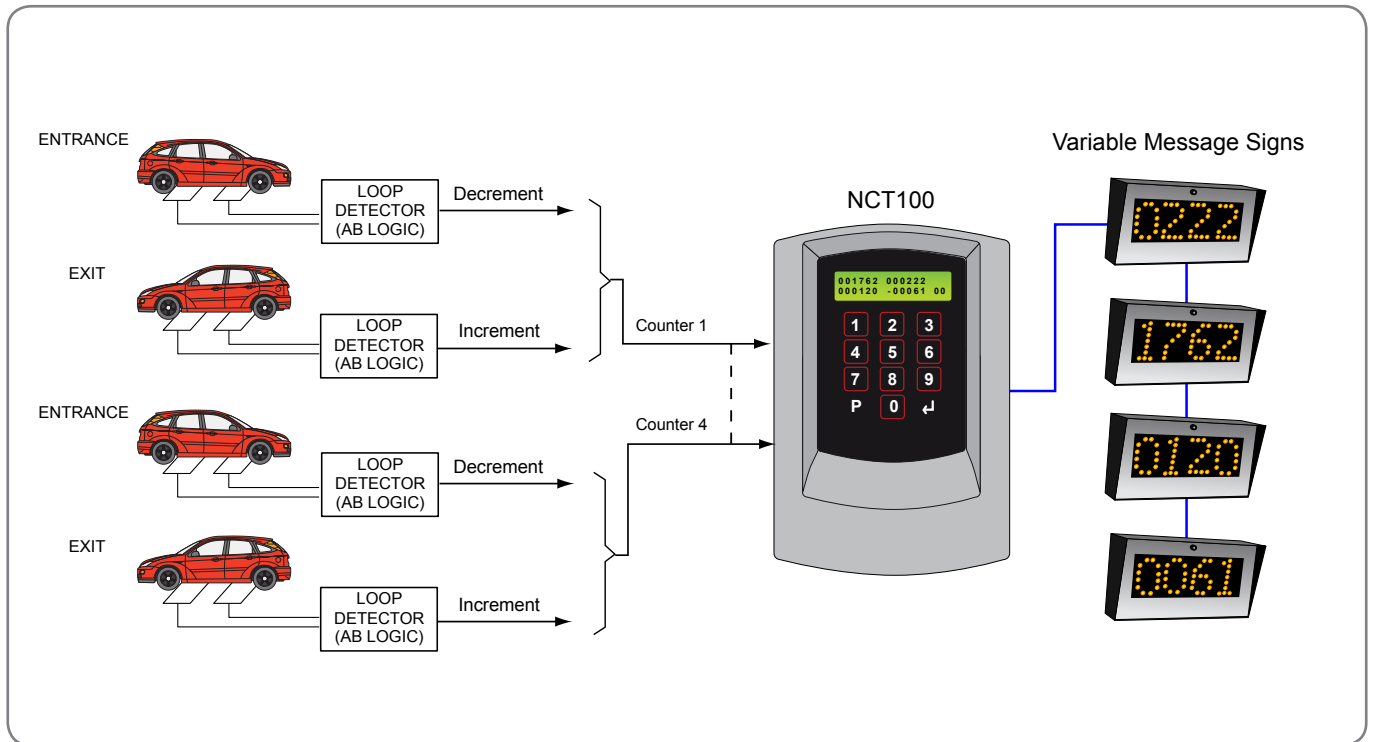 ENTRANCE
LOOP
DETECTOR
(AB LOGIC)
Decrement
EXIT
LOOP
DETECTOR
(AB LOGIC)
Increment
Counter 1
ENTRANCE
LOOP
DETECTOR
(AB LOGIC)
Decrement
Counter 4
EXIT
LOOP
DETECTOR
(AB LOGIC)
Increment
NCT100
001762 000222
000120 -00061 00
1 2 3
4 5 6
7 8 9
P 0 ↵
Variable Message Signs
0222
1762
0120
0061